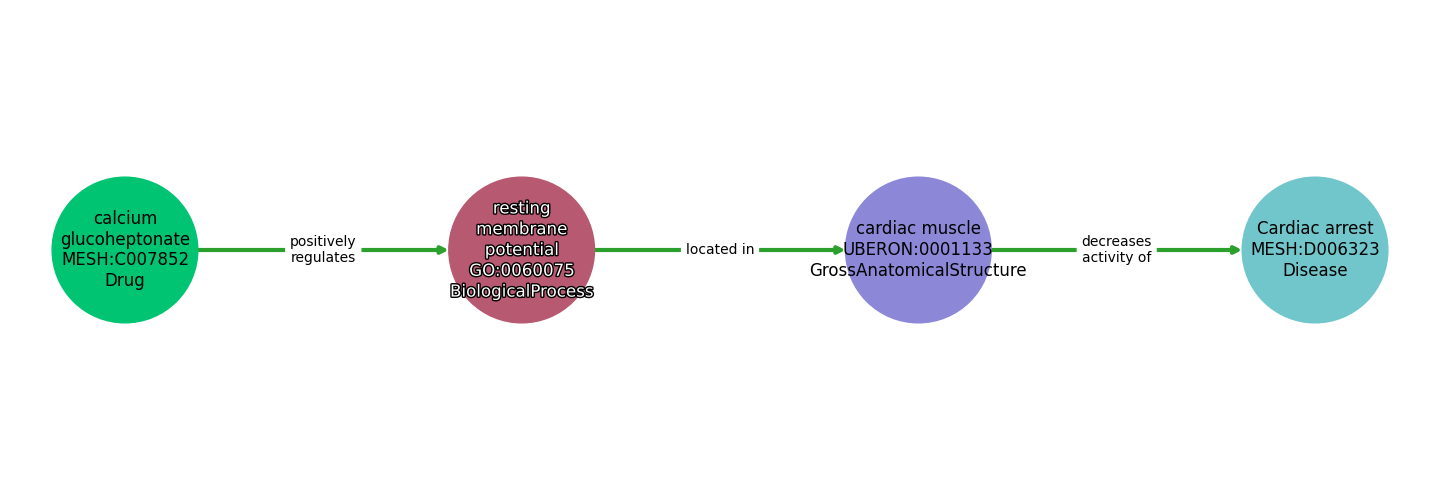 calcium
glucoheptonate
MESH:C007852
Drug
positively
regulates
resting
membrane
potential
GO:0060075
BiologicalProcess
located in
cardiac muscle
UBERON:0001133
GrossAnatomicalStructure
decreases
activity of
Cardiac arrest
MESH:D006323
Disease